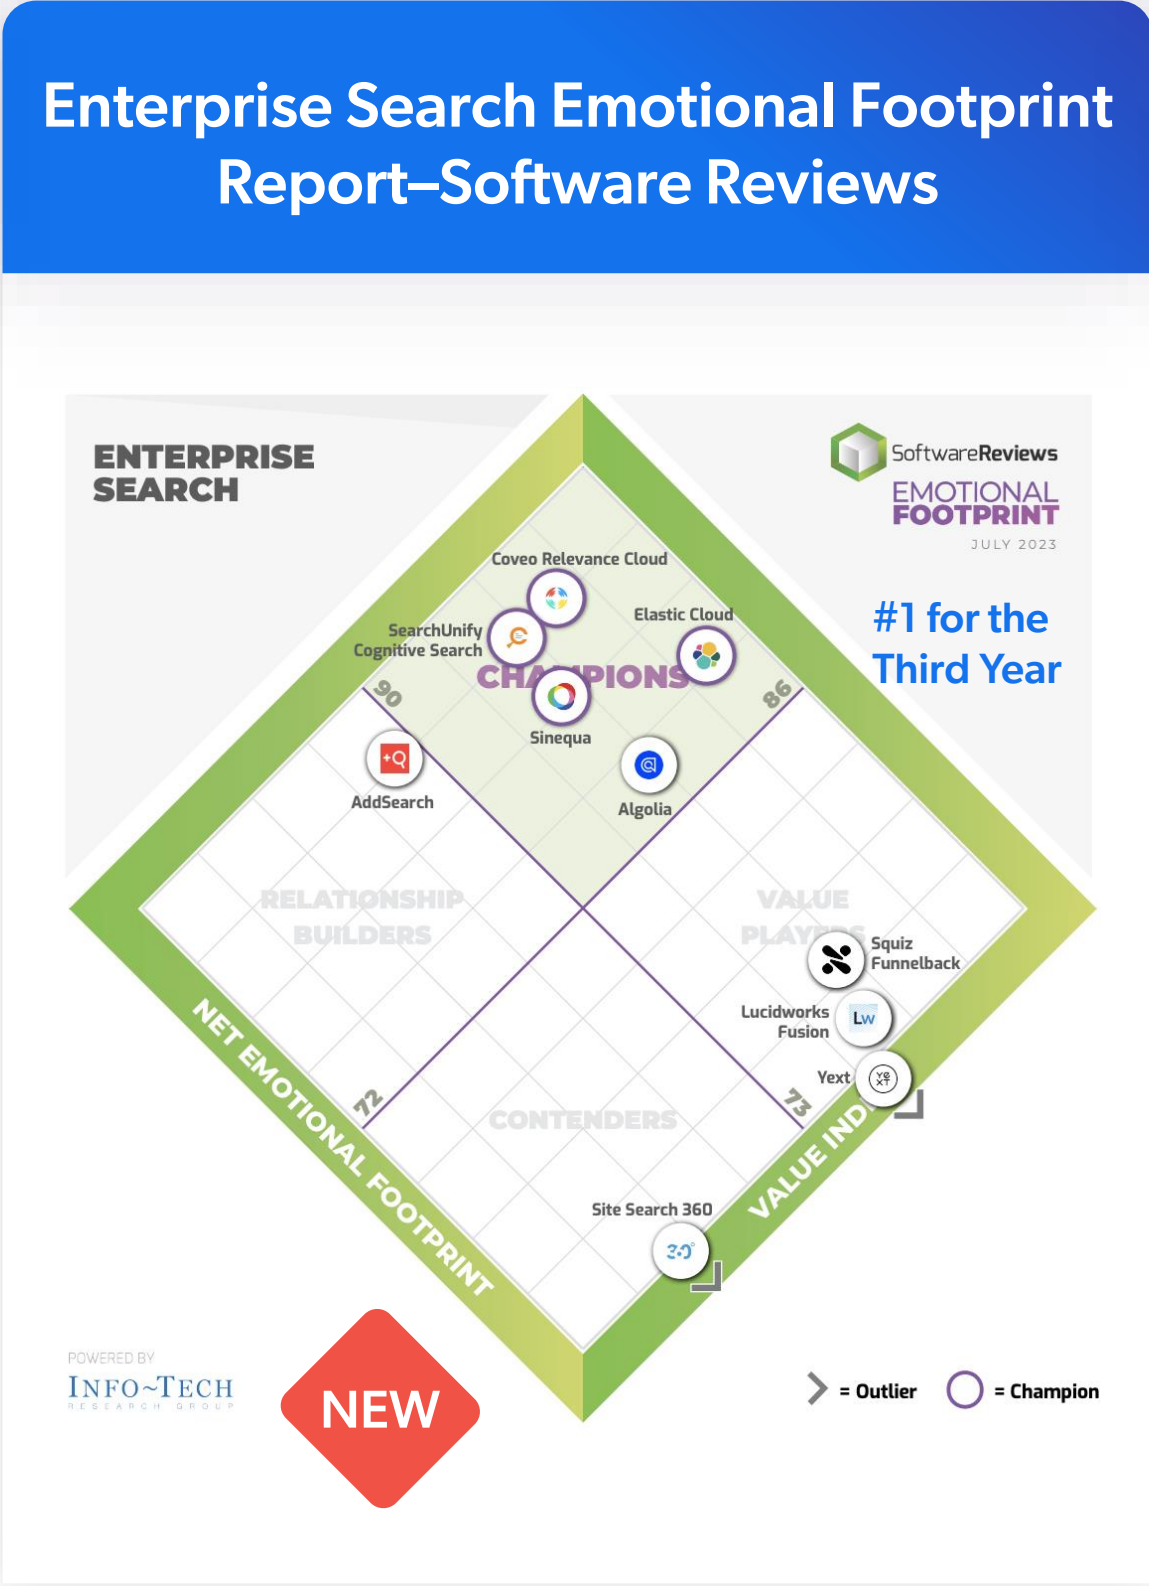 Enterprise Search Emotional Footprint
Report–Software Reviews
ENTERPRISE
SEARCH
SoftwareReviews
EMOTIONAL
FOOTPRINT
JULY 2023
#1 for the
Third Year
Coveo Relevance Cloud
Elastic Cloud
SearchUnify
Cognitive Search
CHAMPIONS
90
86
Sinequa
AddSearch
Algolia
RELATIONSHIP
BUILDERS
VALUE
PLAYERS
Squiz
Funnelback
Lucidworks
Fusion
Lw
Yext
YEXT
72
73
CONTENDERS
NET EMOTIONAL FOOTPRINT
VALUE IND
Site Search 360
POWERED BY
INFO~TECH
RESEARCH GROUP
NEW
= Outlier
= Champion